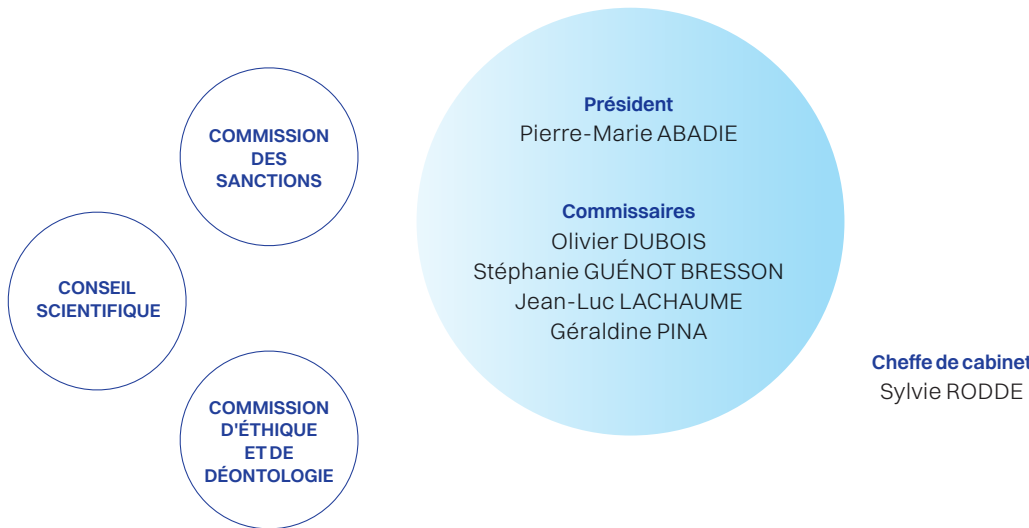 COMMISSION
DES
SANCTIONS
CONSEIL
SCIENTIFIQUE
COMMISSION
D'ÉTHIQUE
ET DE
DÉONTOLOGIE
Président
Pierre-Marie ABADIE
Commissaires
Olivier DUBOIS
Stéphanie GUÉNOT BRESSON
Jean-Luc LACHAUME
Géraldine PINA
Cheffe de cabinet
Sylvie RODDE